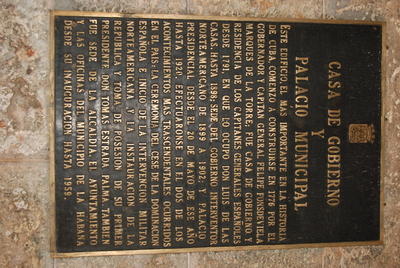 CASA DE GOBIERNO
Y
PALACIO MUNICIPAL
ESTE EDIFICIO EL MAS IMPORTANTE EN LA HISTORIA
DE CUBA, COMENZO A CONSTRUIRSE EN 1776 POR EL
GOBERNADOR Y CAPITAN GENERAL FELIPE FONSDEVIELA
MARQUES DE LA TORRE. FUE CASA DE GOBIERNO Y
RESIDENCIA DE LOS CAPITANES GENERALES ESPAÑOLES
DESDE 1791, EN QUE LO OCUPO DON LUIS DE LAS
CASAS, HASTA 1898; SEDE DEL GOBIERNO INTERVENTOR
NORTEAMERICANO DE 1899 A 1902; Y PALACIO
PRESIDENCIAL DESDE EL 20 DE MAYO DE ESE AÑO
HASTA 1920. EFECTUARONSE EN EL DOS DE LOS
ACONTECIMIENTOS MAS TRASCENDENTALES OCURRIDOS
EN EL PAIS: LA CEREMONIA DEL CESE DE LA DOMINACION
ESPAÑOLA E INICIO DE LA INTERVENCION MILITAR
NORTEAMERICANA Y LA INSTAURACION DE LA
REPUBLICA Y TOMA DE POSESION DE SU PRIMER
PRESIDENTE DON TOMAS ESTRADA PALMA. TAMBIEN
FUE SEDE DE LA ALCALDIA, EL AYUNTAMIENTO
Y LAS OFICINAS DEL MUNICIPIO DE LA HABANA
DESDE SU INAUGURACION HASTA 1958.